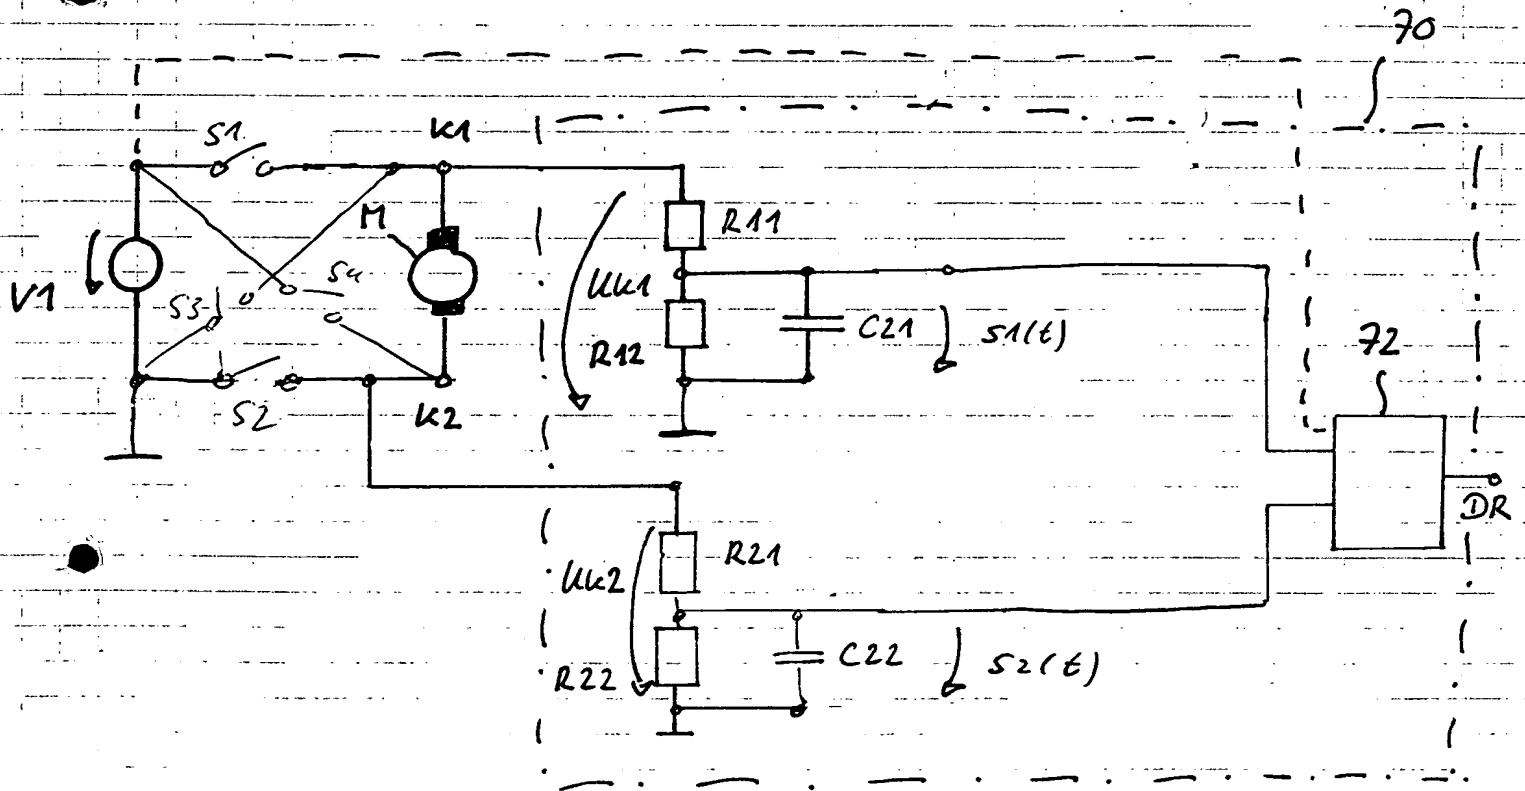 70
S1
K1
M
R11
V1
S3
S4
UK1
R12
C21
S1(t)
72
S2
K2
DR
UK2
R21
R22
C22
S2(t)